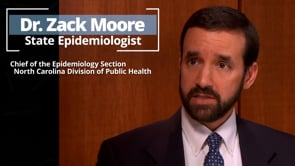 Dr. Zack Moore
State Epidemiologist
Chief of the Epidemiology Section
North Carolina Division of Public Health